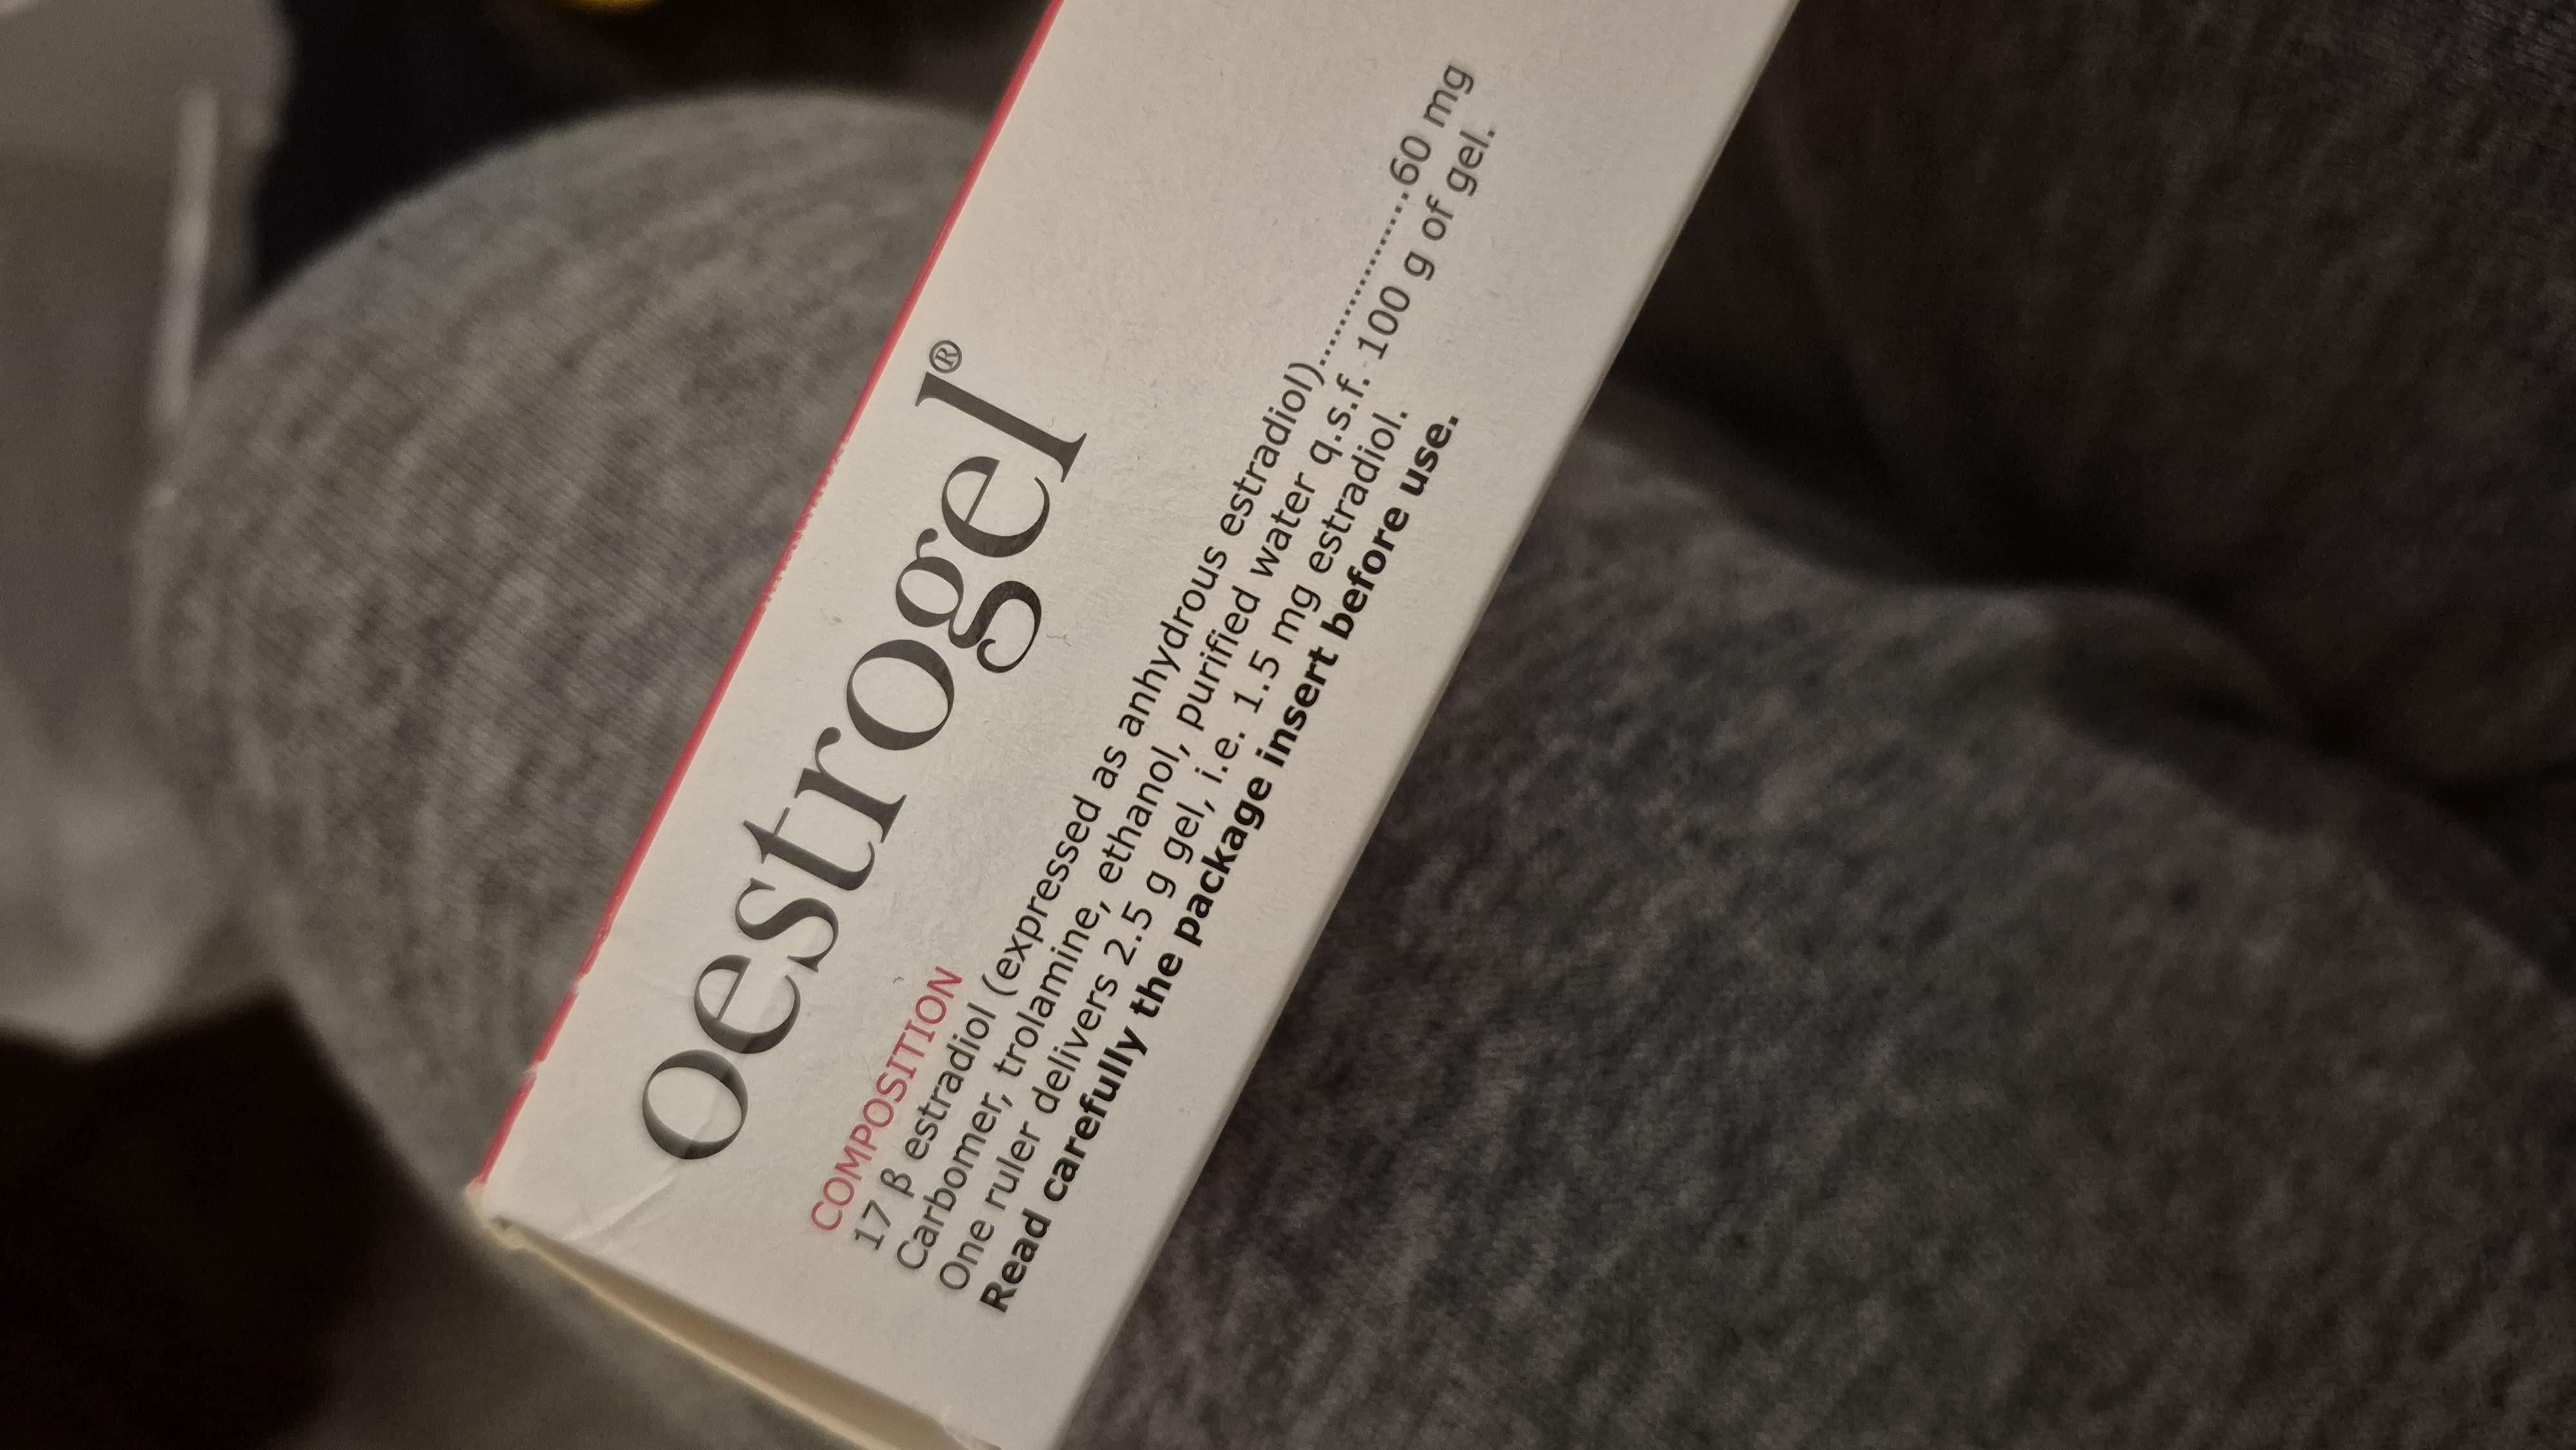 oestrogel®
COMPOSITION
17 β estradiol (expressed as anhydrous estradiol)....................60 mg
Carbomer, trolamine, ethanol, purified water q.s.f. 100 g of gel.
One ruler delivers 2.5 g gel, i.e. 1.5 mg estradiol.
Read carefully the package insert before use.